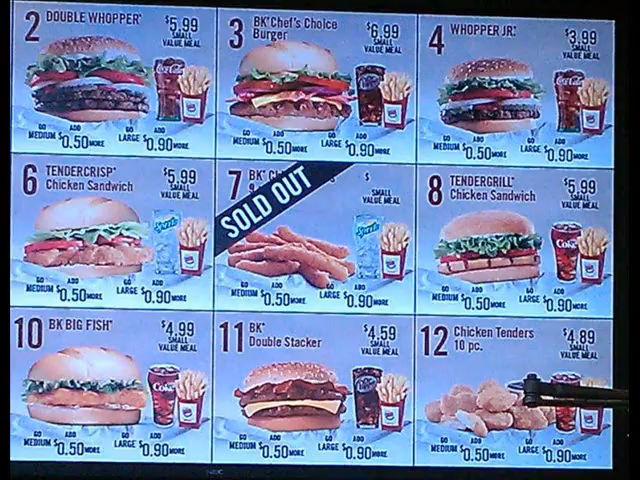 2 DOUBLE WHOPPER® $5.99
SMALL
VALUE MEAL
GO MEDIUM ADD $0.50 MORE GO LARGE ADD $0.90 MORE
3 BK® Chef's Choice
Burger $6.99
SMALL
VALUE MEAL
GO MEDIUM ADD $0.50 MORE GO LARGE ADD $0.90 MORE
4 WHOPPER JR.® $3.99
SMALL
VALUE MEAL
GO MEDIUM ADD $0.50 MORE GO LARGE ADD $0.90 MORE
6 TENDERCRISP®
Chicken Sandwich $5.99
SMALL
VALUE MEAL
Sprite
GO MEDIUM ADD $0.50 MORE GO LARGE ADD $0.90 MORE
7 BK® $
SOLD OUT
SMALL
VALUE MEAL
Sprite
GO MEDIUM ADD $0.50 MORE GO LARGE ADD $0.90 MORE
8 TENDERGRILL®
Chicken Sandwich $5.99
SMALL
VALUE MEAL
Coke
GO MEDIUM ADD $0.50 MORE GO LARGE ADD $0.90 MORE
10 BK BIG FISH® $4.99
SMALL
VALUE MEAL
Coke
GO MEDIUM ADD $0.50 MORE GO LARGE ADD $0.90 MORE
11 BK®
Double Stacker $4.59
SMALL
VALUE MEAL
GO MEDIUM ADD $0.50 MORE GO LARGE ADD $0.90 MORE
12 Chicken Tenders
10 pc. $4.89
SMALL
VALUE MEAL
GO MEDIUM ADD $0.50 MORE GO LARGE ADD $0.90 MORE
NEC